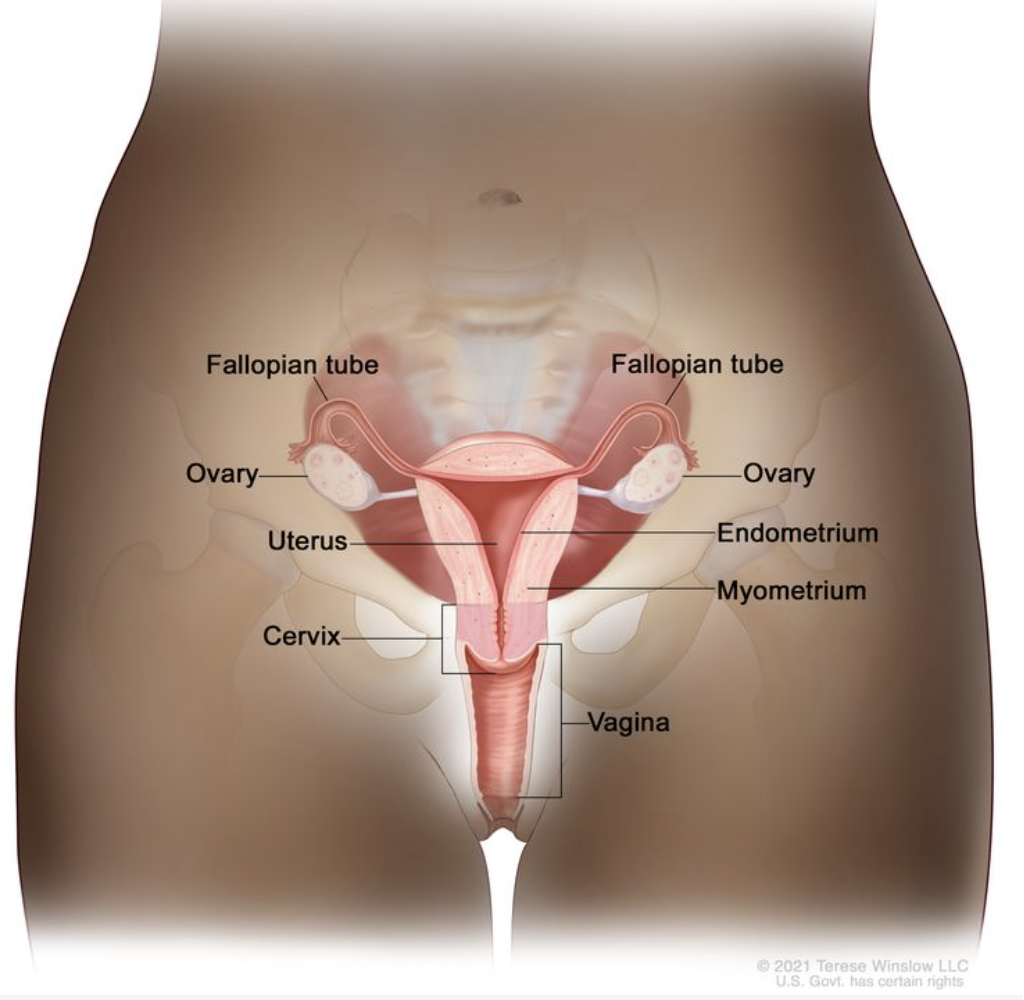 Fallopian tube
Fallopian tube
Ovary
Ovary
Uterus
Endometrium
Myometrium
Cervix
Vagina
© 2021 Terese Winslow LLC
U.S. Govt. has certain rights